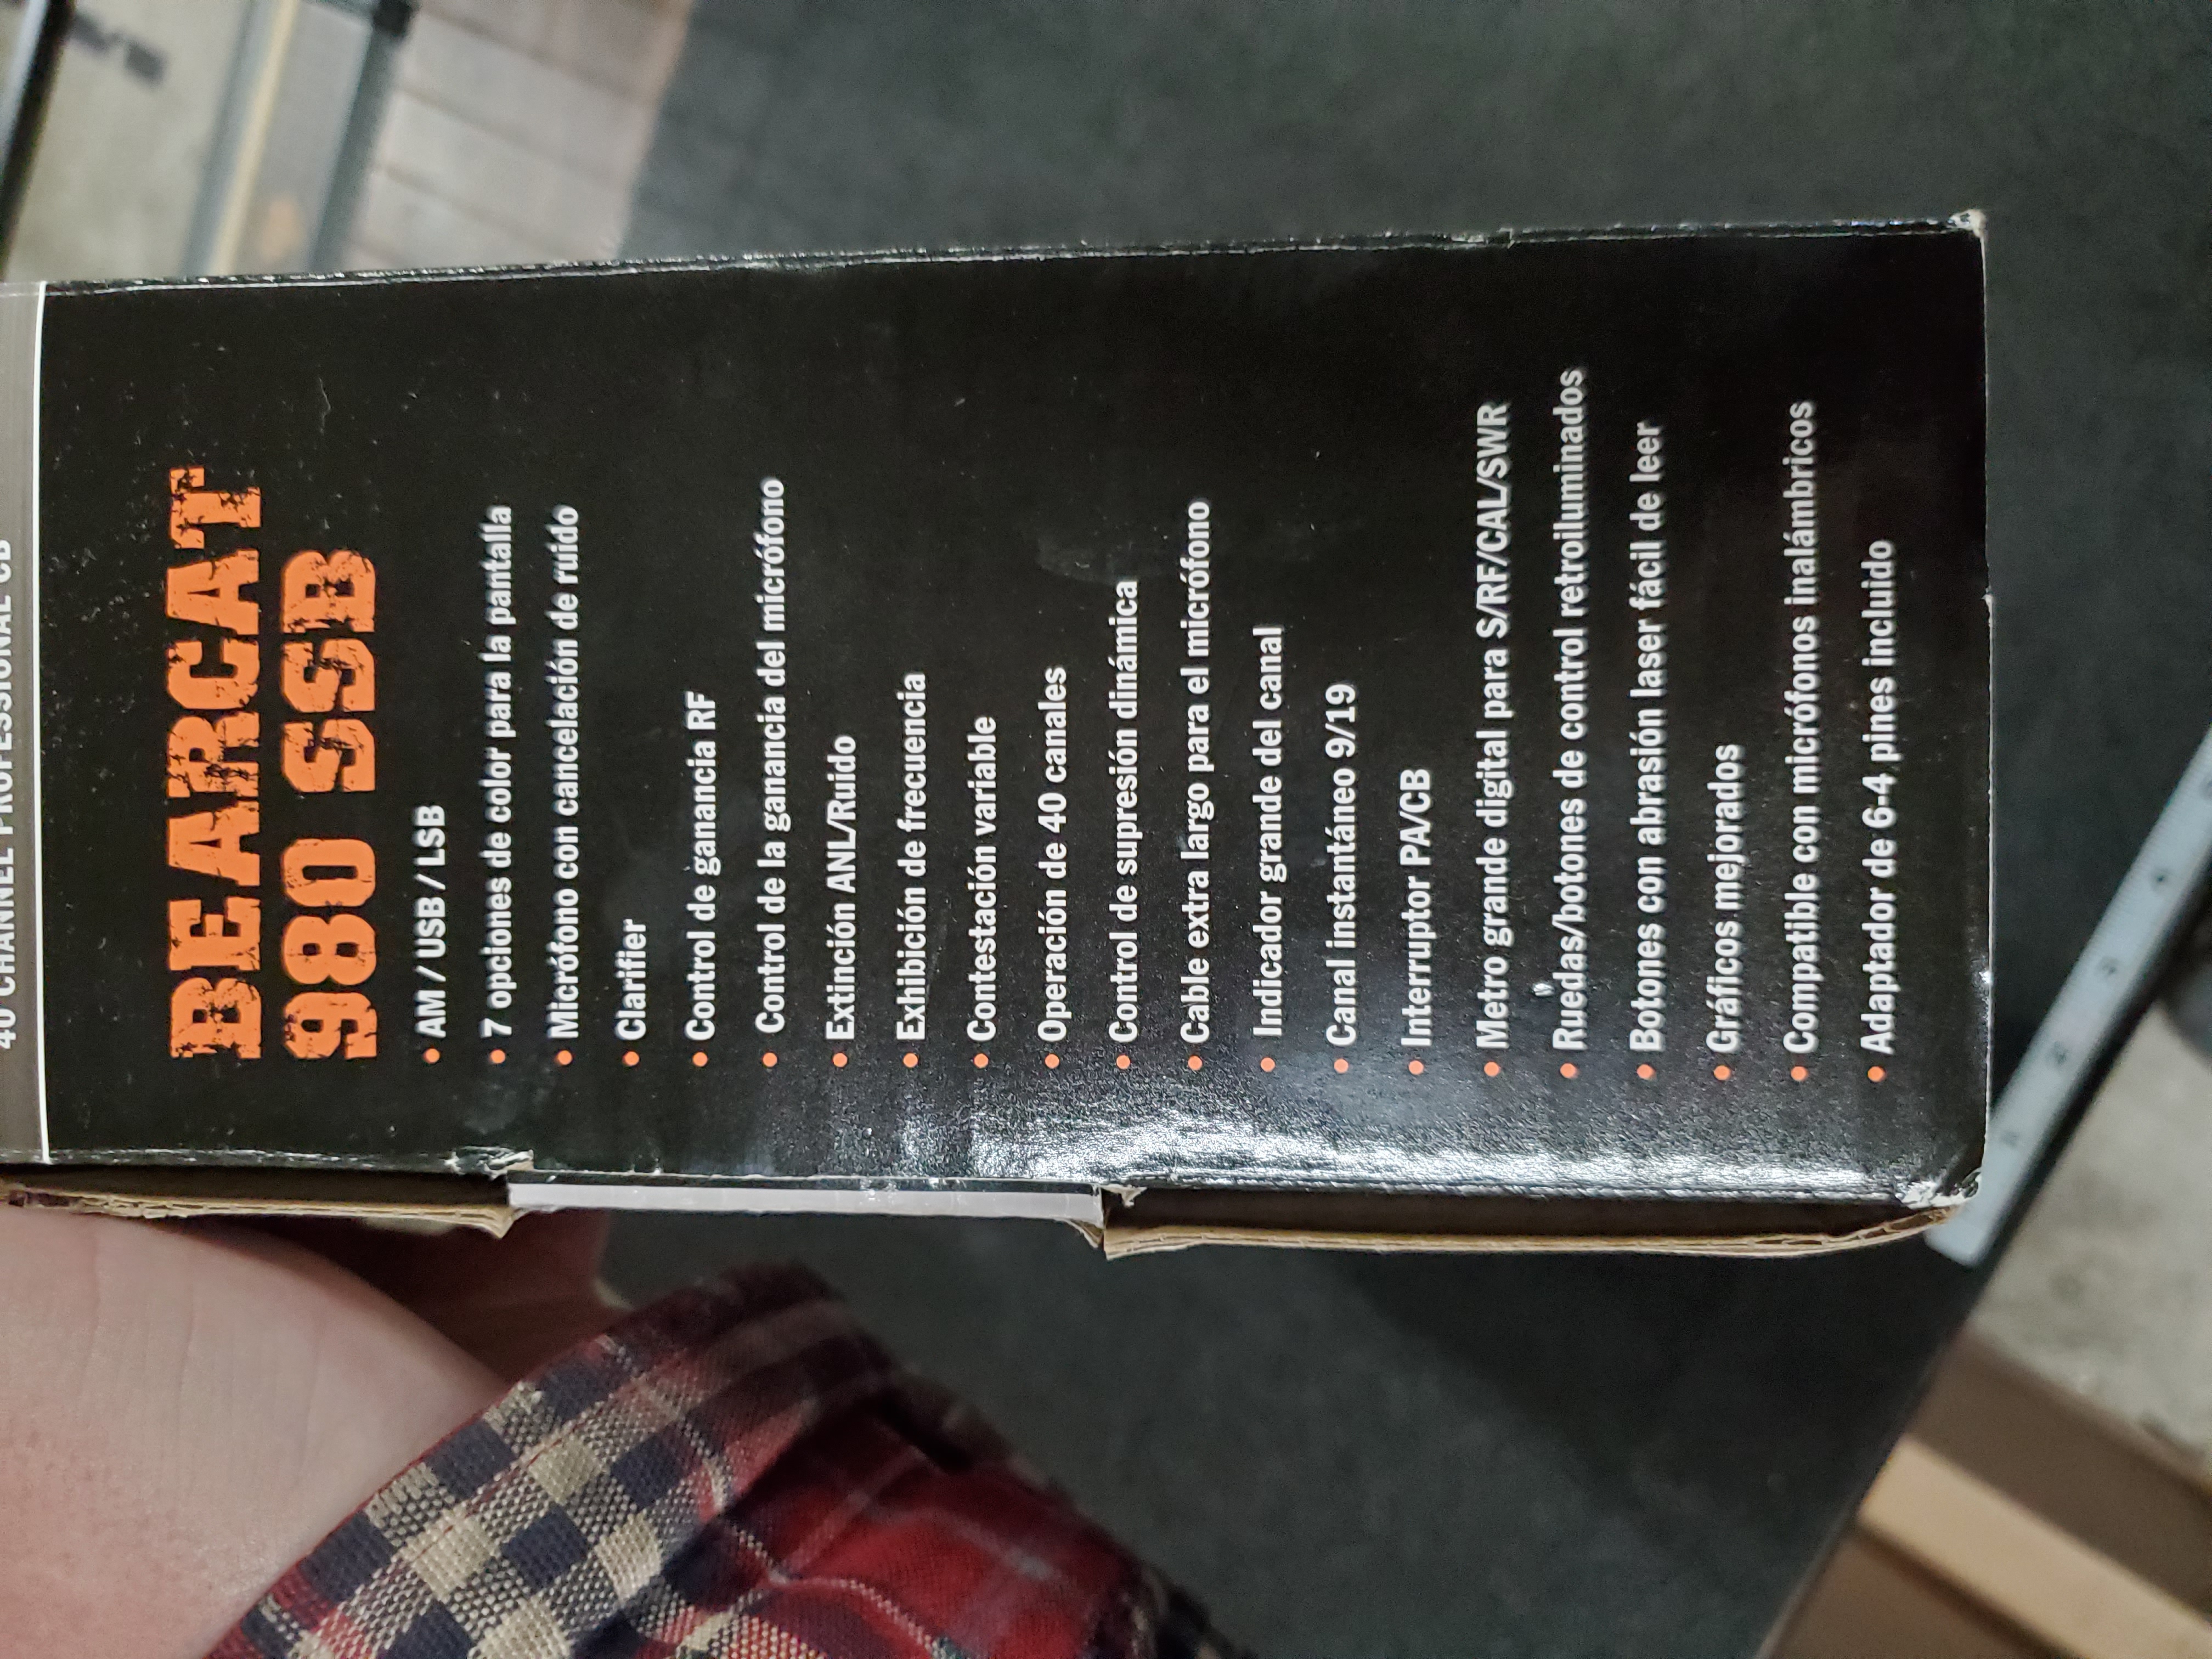 40 CHANNEL PROFESSIONAL CB
BEARCAT
980 SSB
• AM / USB / LSB
• 7 opciones de color para la pantalla
• Micrófono con cancelación de ruido
• Clarifier
• Control de ganancia RF
• Control de la ganancia del micrófono
• Extinción ANL/Ruido
• Exhibición de frecuencia
• Contestación variable
• Operación de 40 canales
• Control de supresión dinámica
• Cable extra largo para el micrófono
• Indicador grande del canal
• Canal instantáneo 9/19
• Interruptor PA/CB
• Metro grande digital para S/RF/CAL/SWR
• Ruedas/botones de control retroiluminados
• Botones con abrasión laser fácil de leer
• Gráficos mejorados
• Compatible con micrófonos inalámbricos
• Adaptador de 6-4 pines incluido
1
2
3
4